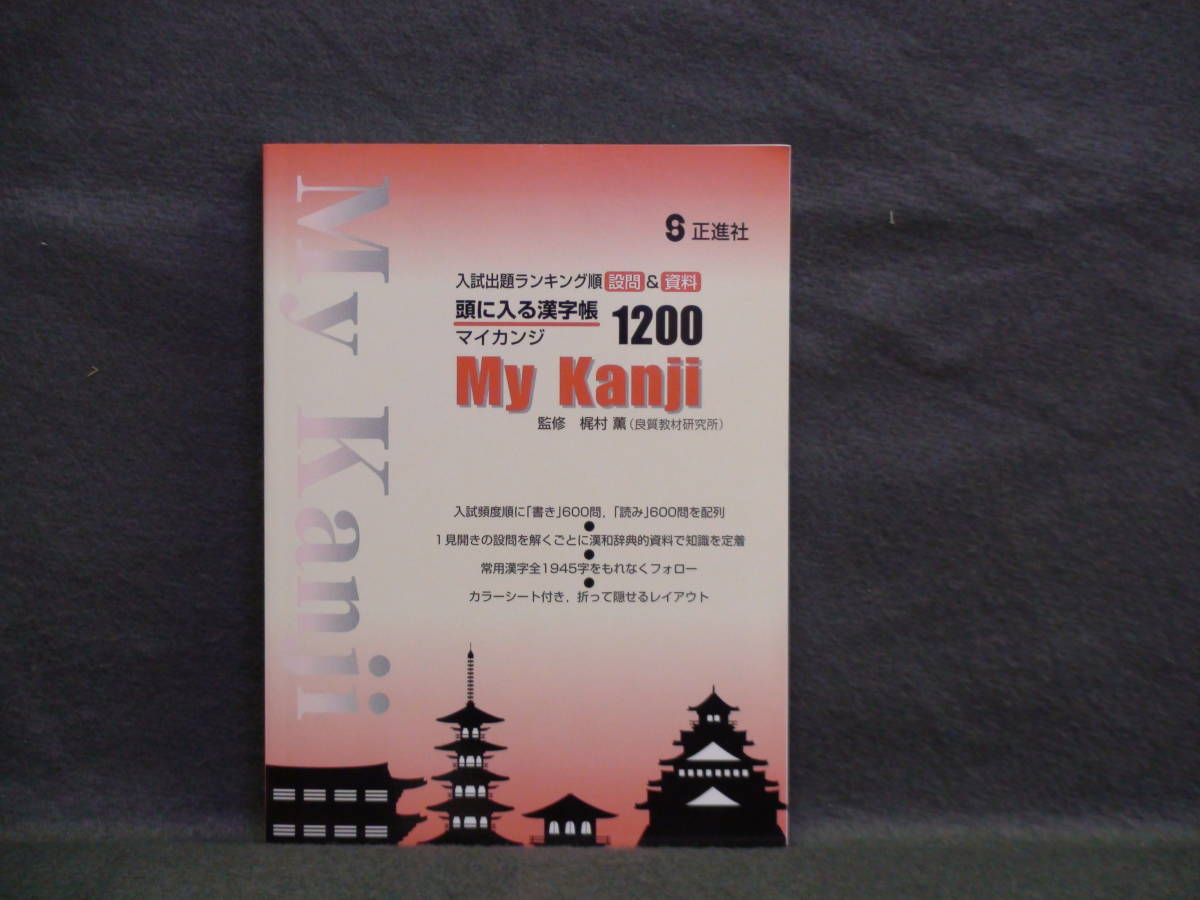 My Kanji
正進社
入試出題ランキング順 設問 & 資料
頭に入る漢字帳
マイカンジ
1200
My Kanji
監修 梶村 薫(良質教材研究所)
入試頻度順に「書き」600問,「読み」600問を配列
1見開きの設問を解くごとに漢和辞典的資料で知識を定着
常用漢字全1945字をもれなくフォロー
カラーシート付き,折って隠せるレイアウト